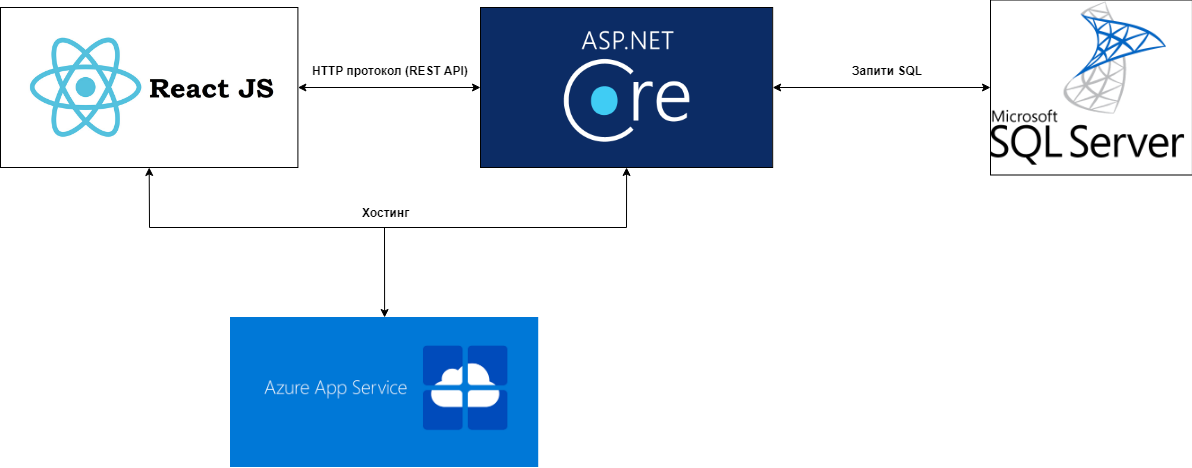 React JS
HTTP протокол (REST API)
ASP.NET
Core
Запити SQL
Microsoft
SQL Server
Хостинг
Azure App Service